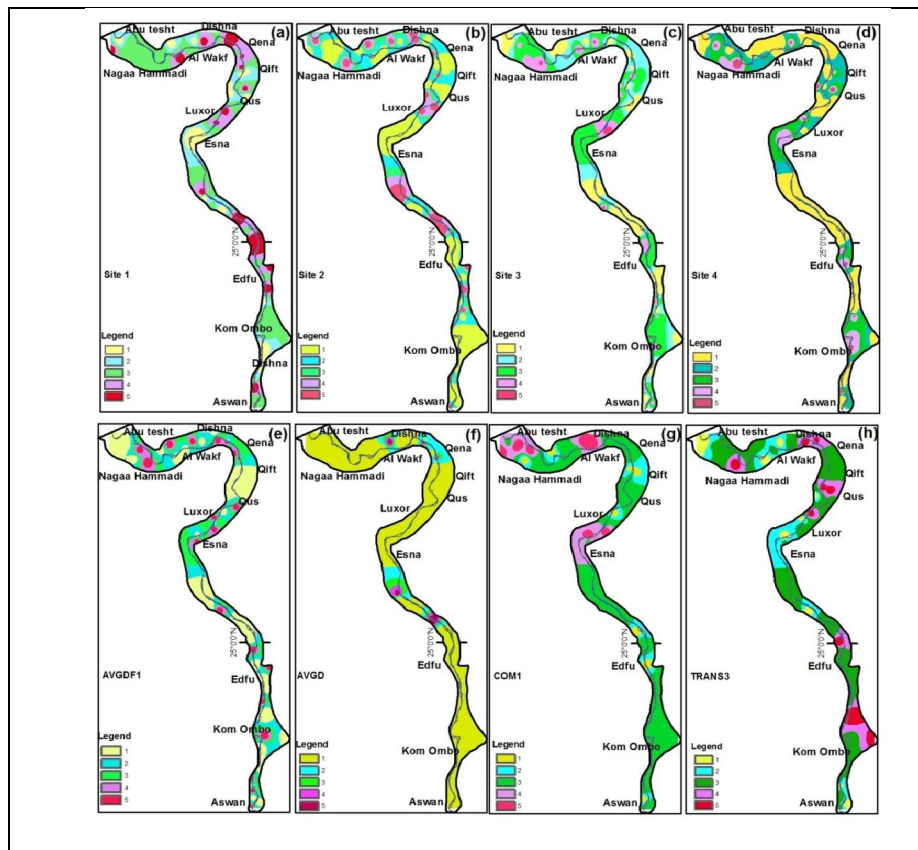 Abu tesht
Dishna
(a)
Qena
Al Wakf
Nagaa Hammadi
Qift
Qus
Luxor
Esna
25°0'0"N
Edfu
Site 1
Kom Ombo
Legend
1
2
3
4
5
Dishna
Aswan
Abu tesht
Dishna
(b)
Qena
Al Wakf
Nagaa Hammadi
Qift
Qus
Luxor
Esna
Edfu
Site 2
Legend
1
2
3
4
5
Kom Ombo
Aswan
Abu tesht
Dishna
(c)
Qena
Al Wakf
Nagaa Hammadi
Qift
Qus
Luxor
Esna
25°0'0"N
Edfu
Site 3
Legend
1
2
3
4
5
Kom Ombo
Aswan
Abu tesht
Dishna
(d)
Qena
Al Wakf
Nagaa Hammadi
Qift
Qus
Luxor
Esna
25°0'0"N
Edfu
Site 4
Legend
1
2
3
4
5
Kom Ombo
Aswan
Abu tesht
Dishna
(e)
Qena
Al Wakf
Nagaa Hammadi
Qift
Qus
Luxor
Esna
25°0'0"N
Edfu
AVGDF1
Kom Ombo
Legend
1
2
3
4
5
Aswan
Abu tesht
Dishna
(f)
Qena
Al Wakf
Nagaa Hammadi
Qift
Qus
Luxor
Esna
Edfu
AVGD
Legend
1
2
3
4
5
Kom Ombo
Aswan
Abu tesht
Dishna
(g)
Qena
Al Wakf
Nagaa Hammadi
Qift
Qus
Luxor
Esna
25°0'0"N
Edfu
COM1
Legend
1
2
3
4
5
Kom Ombo
Aswan
Abu tesht
Dishna
(h)
Qena
Al Wakf
Nagaa Hammadi
Qift
Qus
Luxor
Esna
25°0'0"N
Edfu
TRANS3
Legend
1
2
3
4
5
Kom Ombo
Aswan